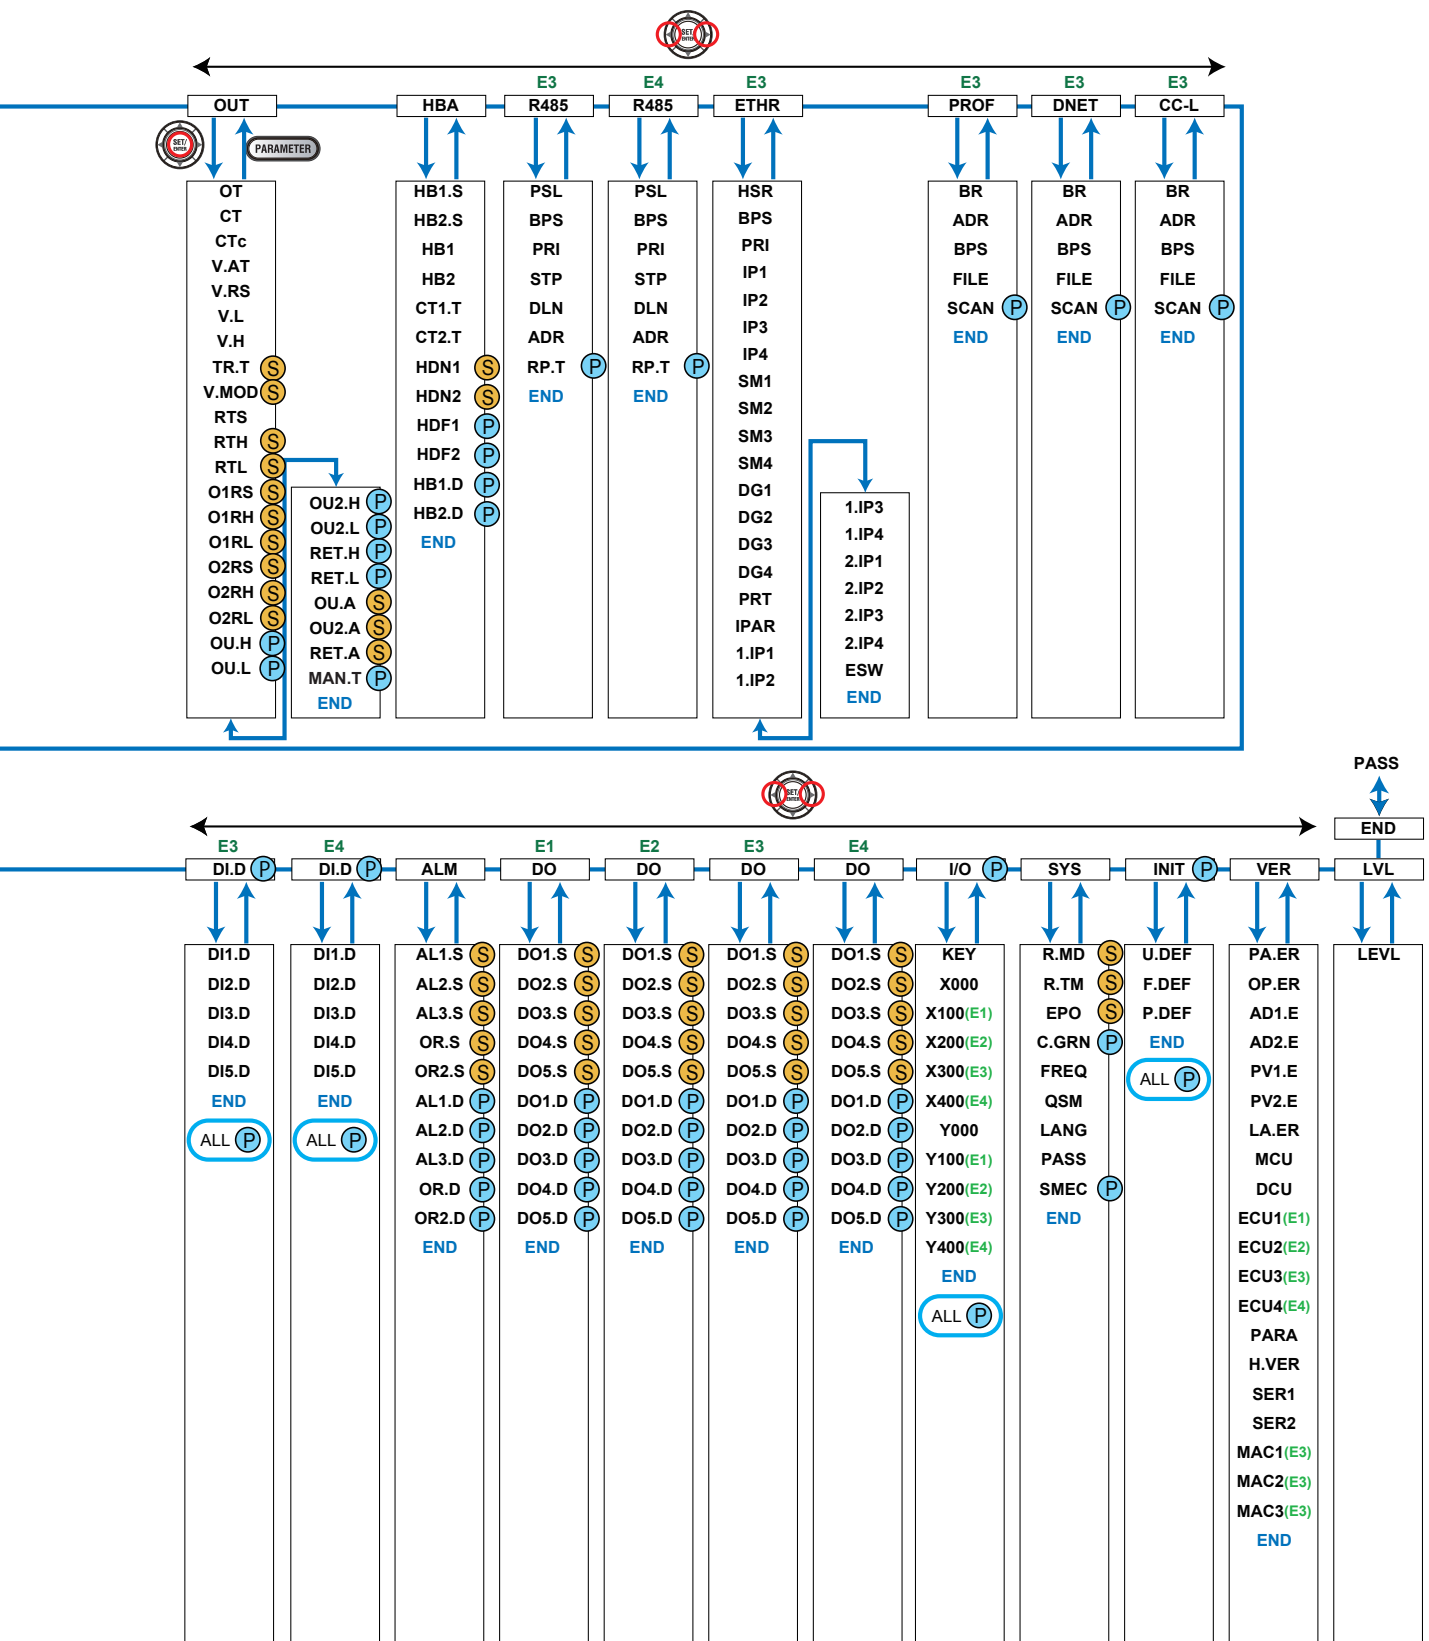 SET/ENTER
E3
E4
E3
E3
E3
E3
OUT
HBA
R485
R485
ETHR
PROF
DNET
CC-L
SET/ENTER
PARAMETER
OT
CT
CTc
V.AT
V.RS
V.L
V.H
TR.T S
V.MOD S
RTS
RTH S
RTL S
O1RS S
O1RH S
O1RL S
O2RS S
O2RH S
O2RL S
OU.H P
OU.L P
OU2.H P
OU2.L P
RET.H P
RET.L P
OU.A S
OU2.A S
RET.A S
MAN.T P
END
HB1.S
HB2.S
HB1
HB2
CT1.T
CT2.T
HDN1 S
HDN2 S
HDF1 P
HDF2 P
HB1.D P
HB2.D P
END
PSL
BPS
PRI
STP
DLN
ADR
RP.T P
END
PSL
BPS
PRI
STP
DLN
ADR
RP.T P
END
HSR
BPS
PRI
IP1
IP2
IP3
IP4
SM1
SM2
SM3
SM4
DG1
DG2
DG3
DG4
PRT
IPAR
1.IP1
1.IP2
1.IP3
1.IP4
2.IP1
2.IP2
2.IP3
2.IP4
ESW
END
BR
ADR
BPS
FILE
SCAN P
END
BR
ADR
BPS
FILE
SCAN P
END
BR
ADR
BPS
FILE
SCAN P
END
PASS
END
SET/ENTER
E3
E4
E1
E2
E3
E4
DI.D P
DI.D P
ALM
DO
DO
DO
DO
I/O P
SYS
INIT P
VER
LVL
DI1.D
DI2.D
DI3.D
DI4.D
DI5.D
END
ALL P
DI1.D
DI2.D
DI3.D
DI4.D
DI5.D
END
ALL P
AL1.S S
AL2.S S
AL3.S S
OR.S S
OR2.S S
AL1.D P
AL2.D P
AL3.D P
OR.D P
OR2.D P
END
DO1.S S
DO2.S S
DO3.S S
DO4.S S
DO5.S S
DO1.D P
DO2.D P
DO3.D P
DO4.D P
DO5.D P
END
DO1.S S
DO2.S S
DO3.S S
DO4.S S
DO5.S S
DO1.D P
DO2.D P
DO3.D P
DO4.D P
DO5.D P
END
DO1.S S
DO2.S S
DO3.S S
DO4.S S
DO5.S S
DO1.D P
DO2.D P
DO3.D P
DO4.D P
DO5.D P
END
DO1.S S
DO2.S S
DO3.S S
DO4.S S
DO5.S S
DO1.D P
DO2.D P
DO3.D P
DO4.D P
DO5.D P
END
KEY
X000
X100(E1)
X200(E2)
X300(E3)
X400(E4)
Y000
Y100(E1)
Y200(E2)
Y300(E3)
Y400(E4)
END
ALL P
R.MD S
R.TM S
EPO S
C.GRN P
FREQ
QSM
LANG
PASS
SMEC P
END
U.DEF
F.DEF
P.DEF
END
ALL P
PA.ER
OP.ER
AD1.E
AD2.E
PV1.E
PV2.E
LA.ER
MCU
DCU
ECU1(E1)
ECU2(E2)
ECU3(E3)
ECU4(E4)
PARA
H.VER
SER1
SER2
MAC1(E3)
MAC2(E3)
MAC3(E3)
END
LEVL